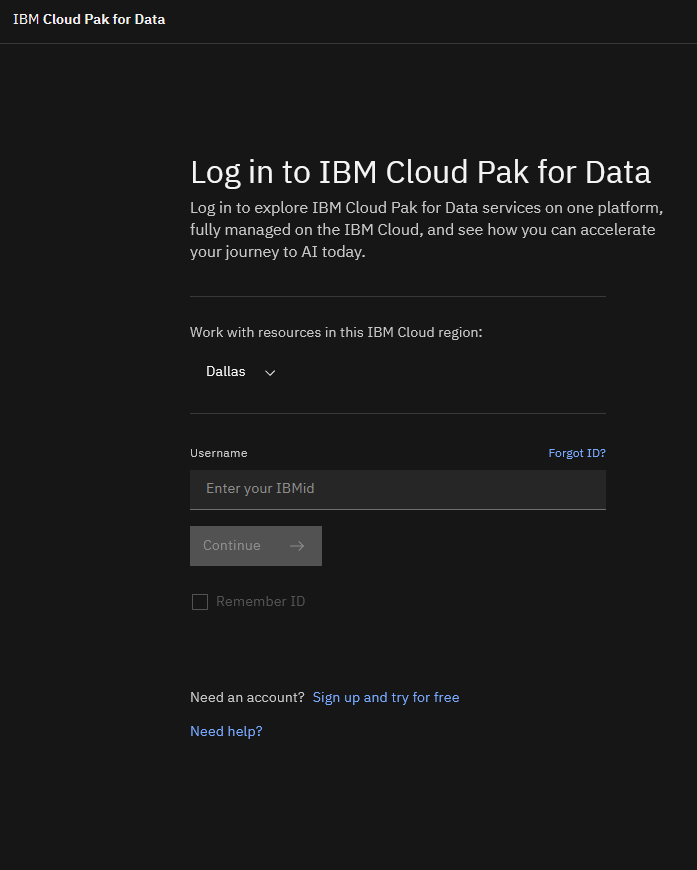 IBM Cloud Pak for Data
Log in to IBM Cloud Pak for Data
Log in to explore IBM Cloud Pak for Data services on one platform,
fully managed on the IBM Cloud, and see how you can accelerate
your journey to AI today.
Work with resources in this IBM Cloud region:
Dallas
Username Forgot ID?
Enter your IBMid
Continue
Remember ID
Need an account? Sign up and try for free
Need help?